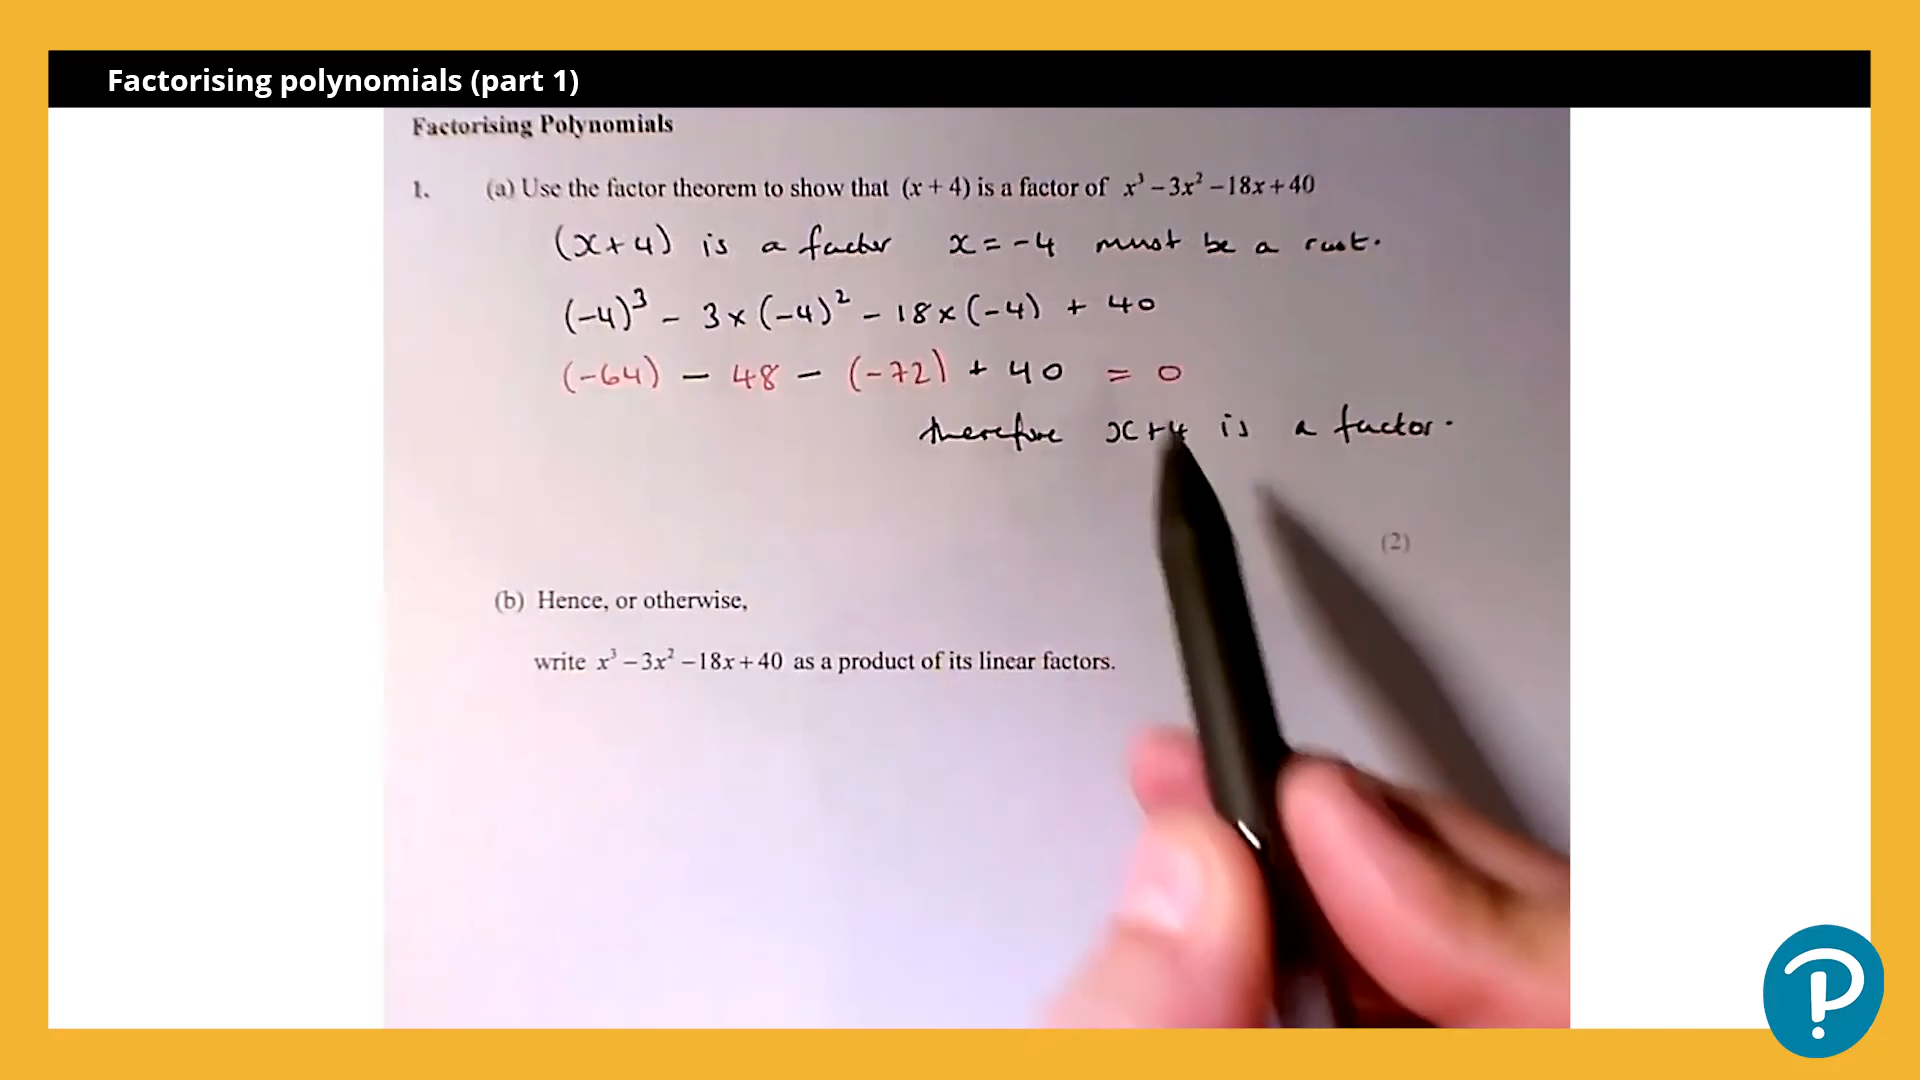 Factorising polynomials (part 1)
Factorising Polynomials
1. (a) Use the factor theorem to show that (x + 4) is a factor of x³ – 3x² – 18x + 40
(x+4) is a factor x = -4 must be a root.
(-4)³ - 3×(-4)² - 18×(-4) + 40
(-64) - 48 - (-72) + 40 = 0
therefore x+4 is a factor.
(2)
(b) Hence, or otherwise,
write x³ – 3x² – 18x + 40 as a product of its linear factors.